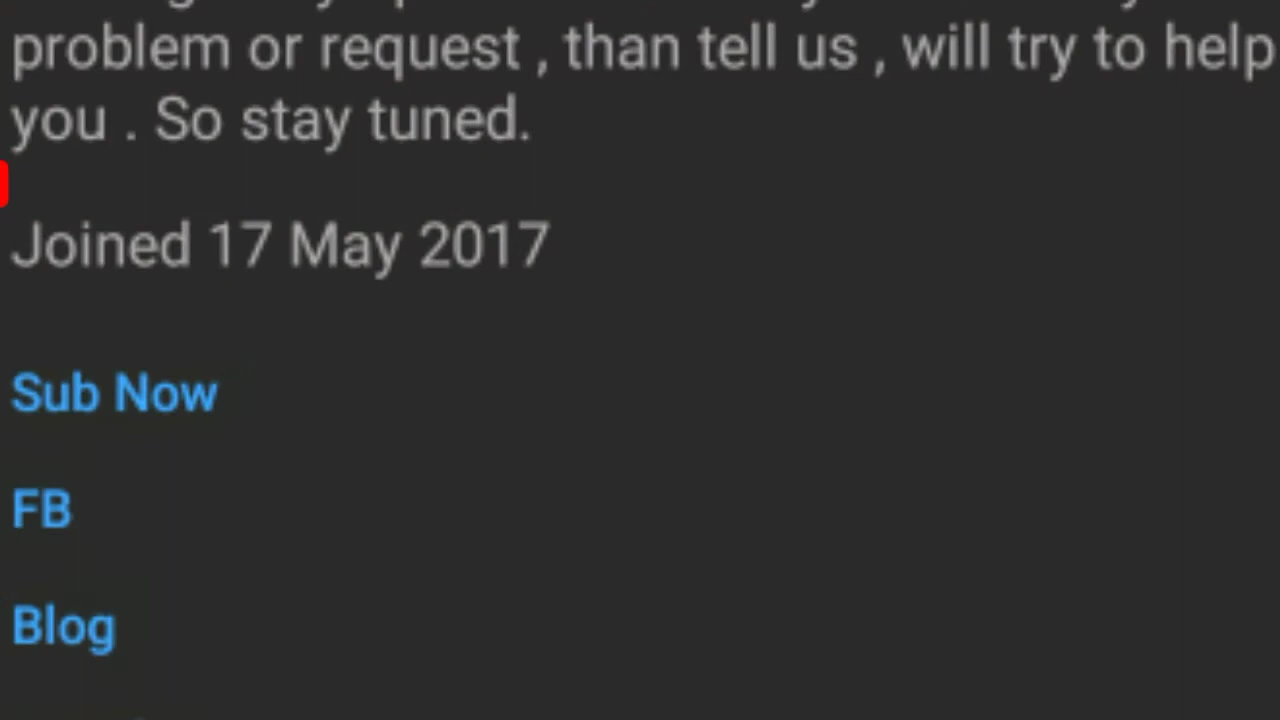 problem or request , than tell us , will try to help
you . So stay tuned.
Joined 17 May 2017
Sub Now
FB
Blog